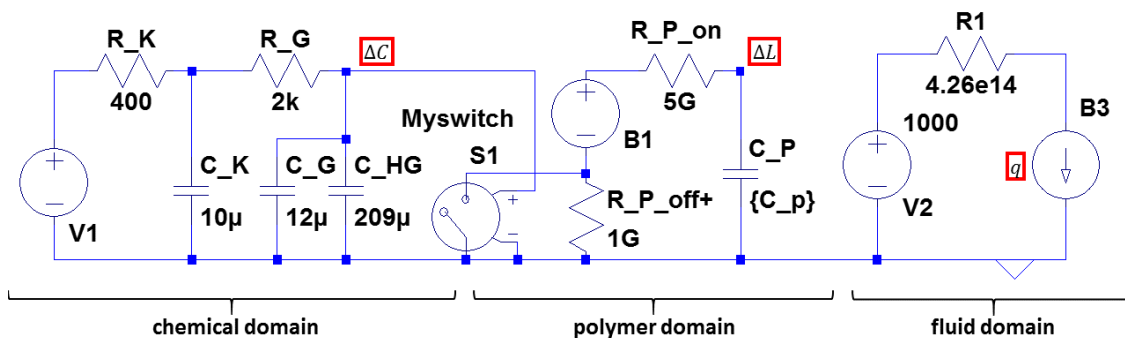 R_K
400
R_G
2k
ΔC
C_K
10µ
C_G
12µ
C_HG
209µ
V1
+
−
Myswitch
S1
+
−
R_P_on
5G
ΔL
+
−
B1
R_P_off+
1G
C_P
{C_p}
R1
4.26e14
1000
+
−
V2
B3
q
chemical domain
polymer domain
fluid domain